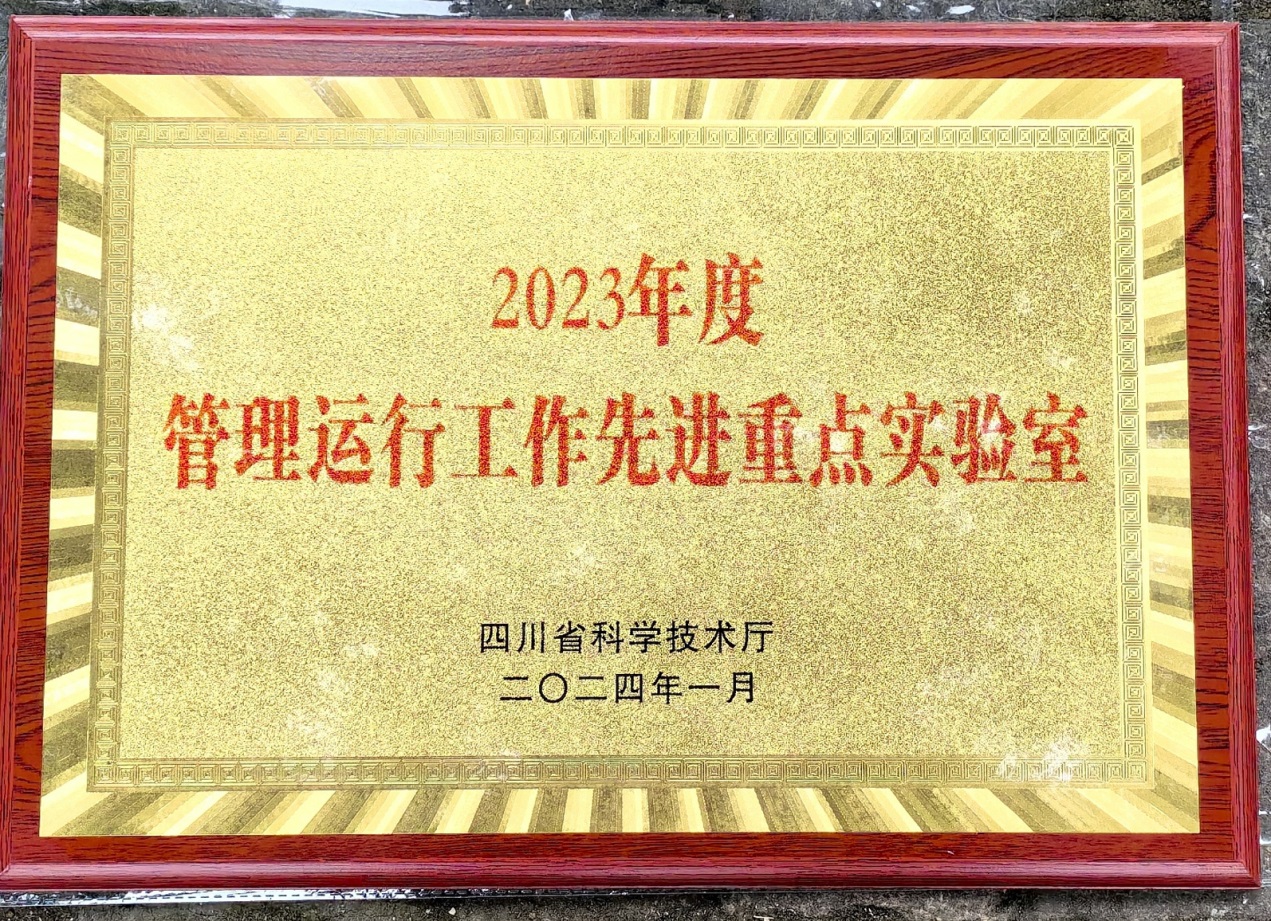 2023年度
管理运行工作先进重点实验室
四川省科学技术厅
二〇二四年一月